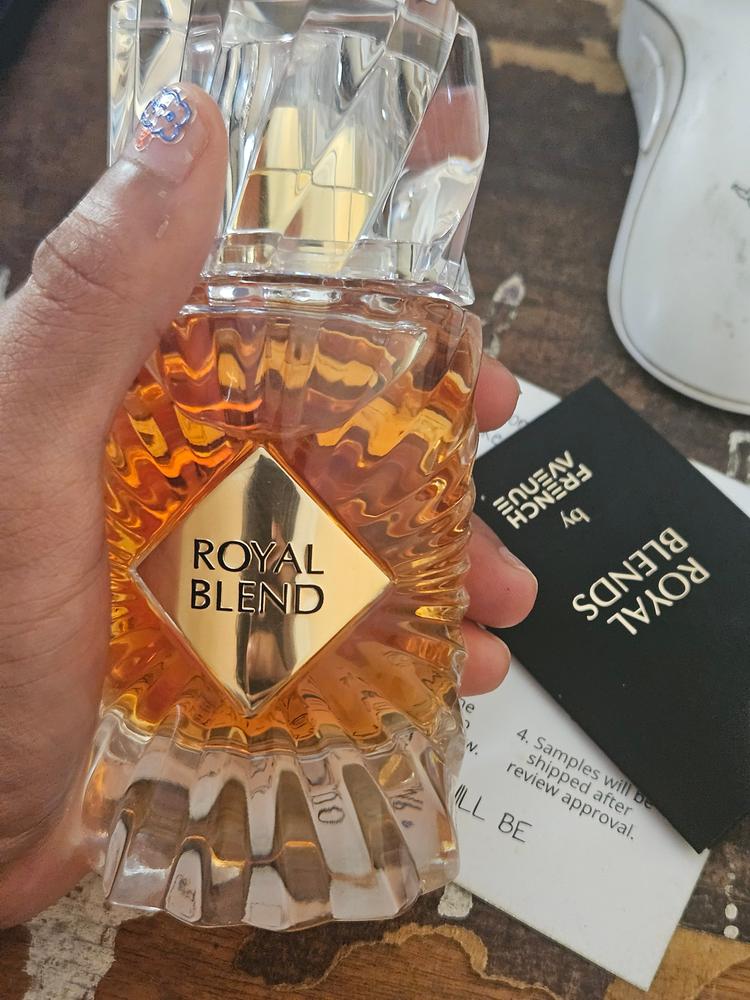 ROYAL
BLEND
ROYAL
BLENDS
by
FRENCH
AVENUE
4. Samples will be
shipped after
review approval.
ILL BE